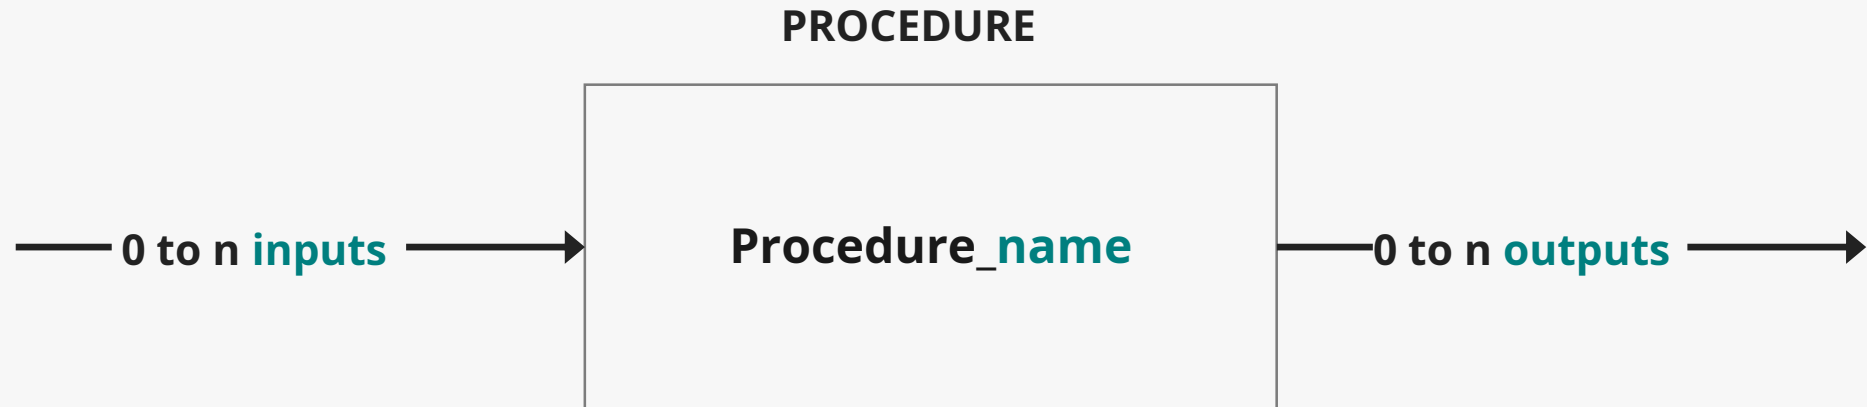 PROCEDURE
0 to n inputs
Procedure_name
0 to n outputs